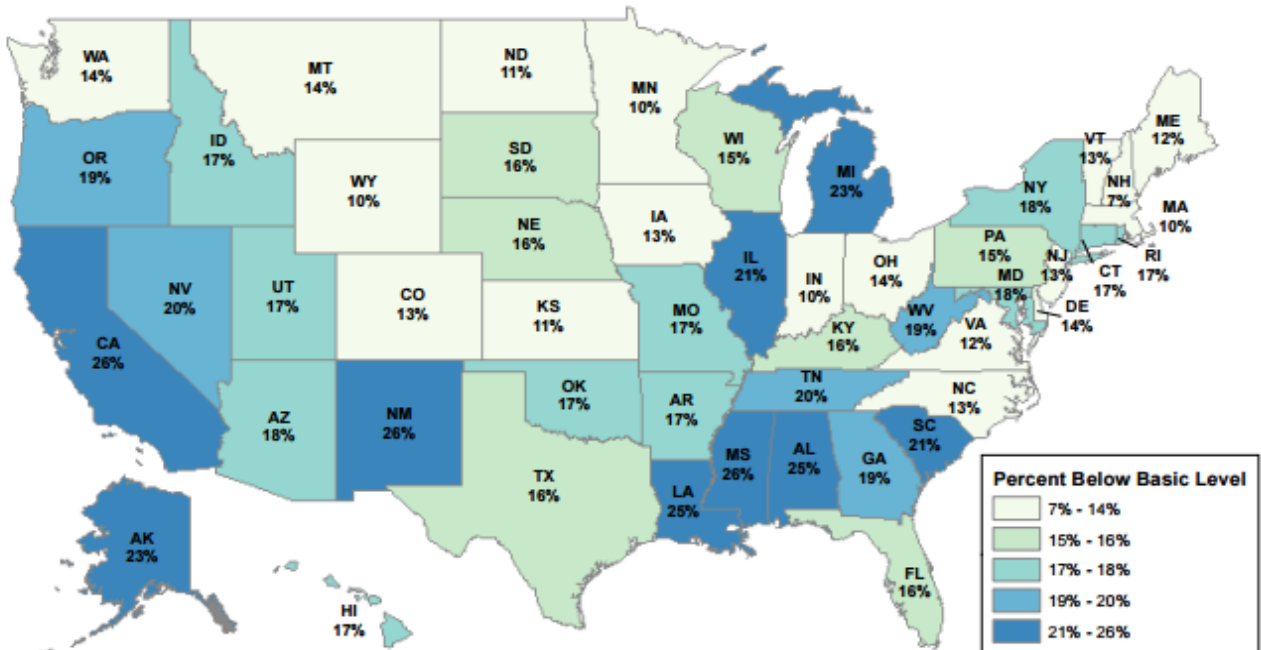 WA
14%
MT
14%
ND
11%
MN
10%
ME
12%
VT
13%
NH
7%
MA
10%
OR
19%
ID
17%
SD
16%
WI
15%
MI
23%
NY
18%
WY
10%
NE
16%
IA
13%
PA
15%
NJ
13%
CT
17%
RI
17%
NV
20%
UT
17%
CO
13%
KS
11%
MO
17%
IL
21%
IN
10%
OH
14%
MD
18%
DE
14%
WV
19%
VA
12%
KY
16%
CA
26%
AZ
18%
NM
26%
OK
17%
AR
17%
TN
20%
NC
13%
TX
16%
LA
25%
MS
26%
AL
25%
GA
19%
SC
21%
AK
23%
HI
17%
FL
16%
Percent Below Basic Level
7% - 14%
15% - 16%
17% - 18%
19% - 20%
21% - 26%